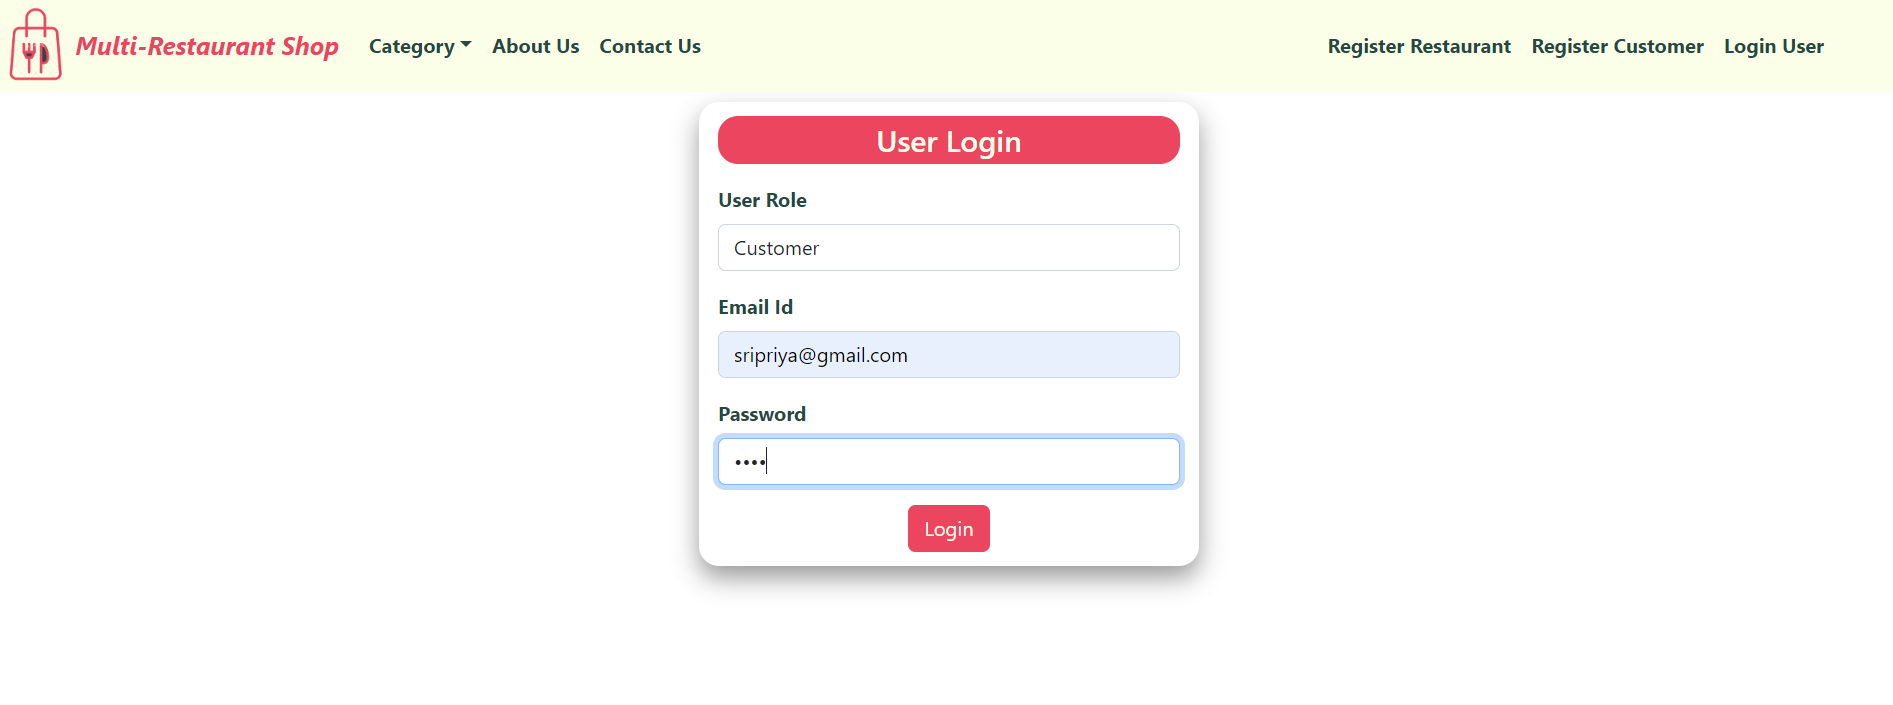 Multi-Restaurant Shop Category About Us Contact Us Register Restaurant Register Customer Login User
User Login
User Role
Customer
Email Id
sripriya@gmail.com
Password
••••
Login